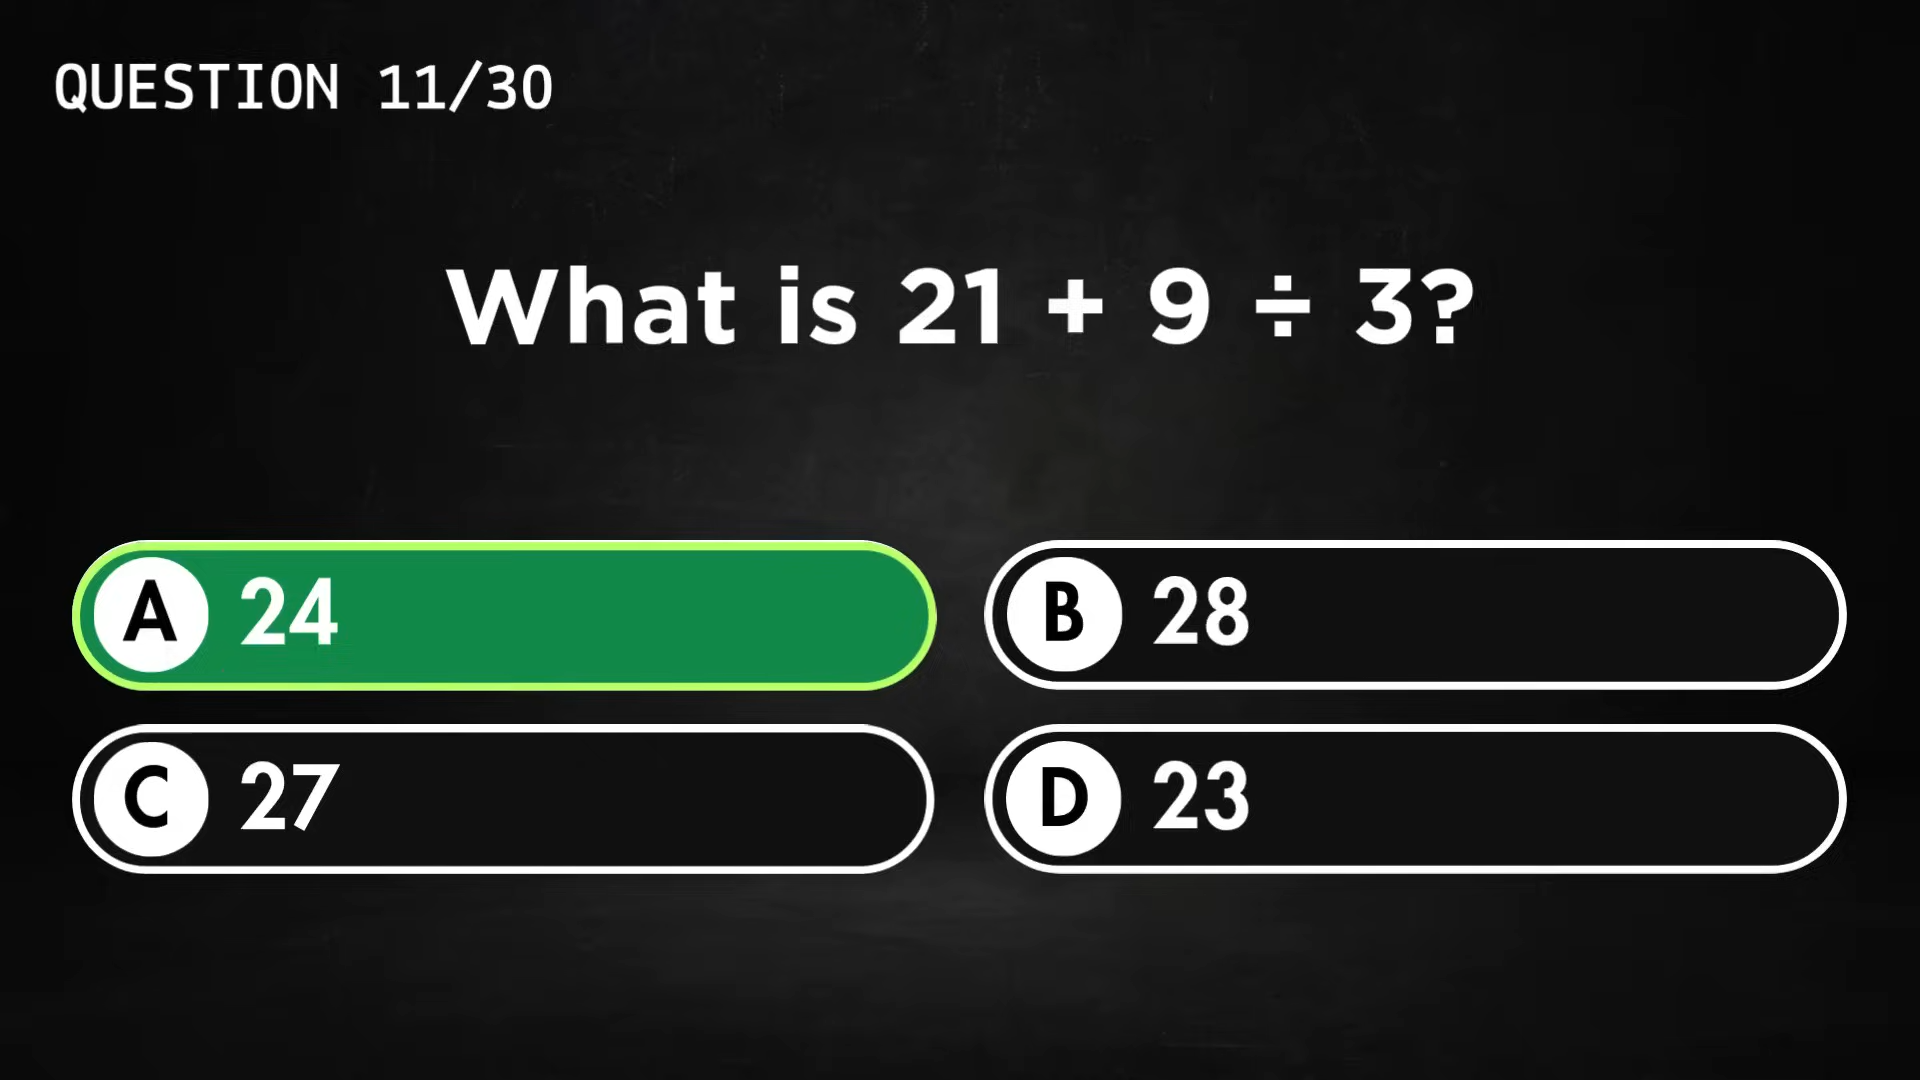 QUESTION 11/30
What is 21 + 9 ÷ 3?
A 24
B 28
C 27
D 23